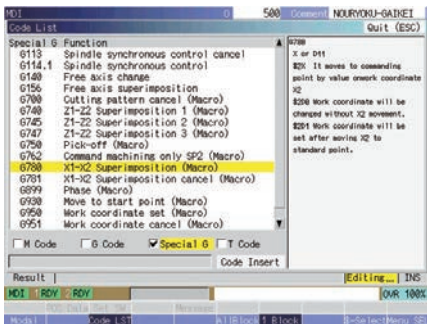 MDI 0 500 Comment NOURYOKU-GAIKEI
Code List Quit (ESC)
Special G Function
G113 Spindle synchronous control cancel
G114.1 Spindle synchronous control
G140 Free axis change
G156 Free axis superimposition
G700 Cutting pattern cancel (Macro)
G740 Z1-Z2 Superimposition 1 (Macro)
G745 Z1-Z2 Superimposition 2 (Macro)
G747 Z1-Z2 Superimposition 3 (Macro)
G750 Pick-off (Macro)
G762 Command machining only SP2 (Macro)
G780 X1-X2 Superimposition (Macro)
G781 X1-X2 Superimposition cancel (Macro)
G899 Phase (Macro)
G930 Move to start point (Macro)
G950 Work coordinate set (Macro)
G951 Work coordinate cancel (Macro)
G780
X or D11
It moves to commanding
point by value onwork coordinate
X2
Work coordinate will be
changed without X2 movement.
Work coordinate will be
set after moving X2 to
standard point.
M Code G Code Special G T Code
Code Insert
Result Editing... INS
MDI 1 RDY 2 RDY OVR 100%
Message
Modal Code LST AllBlock 1 Block